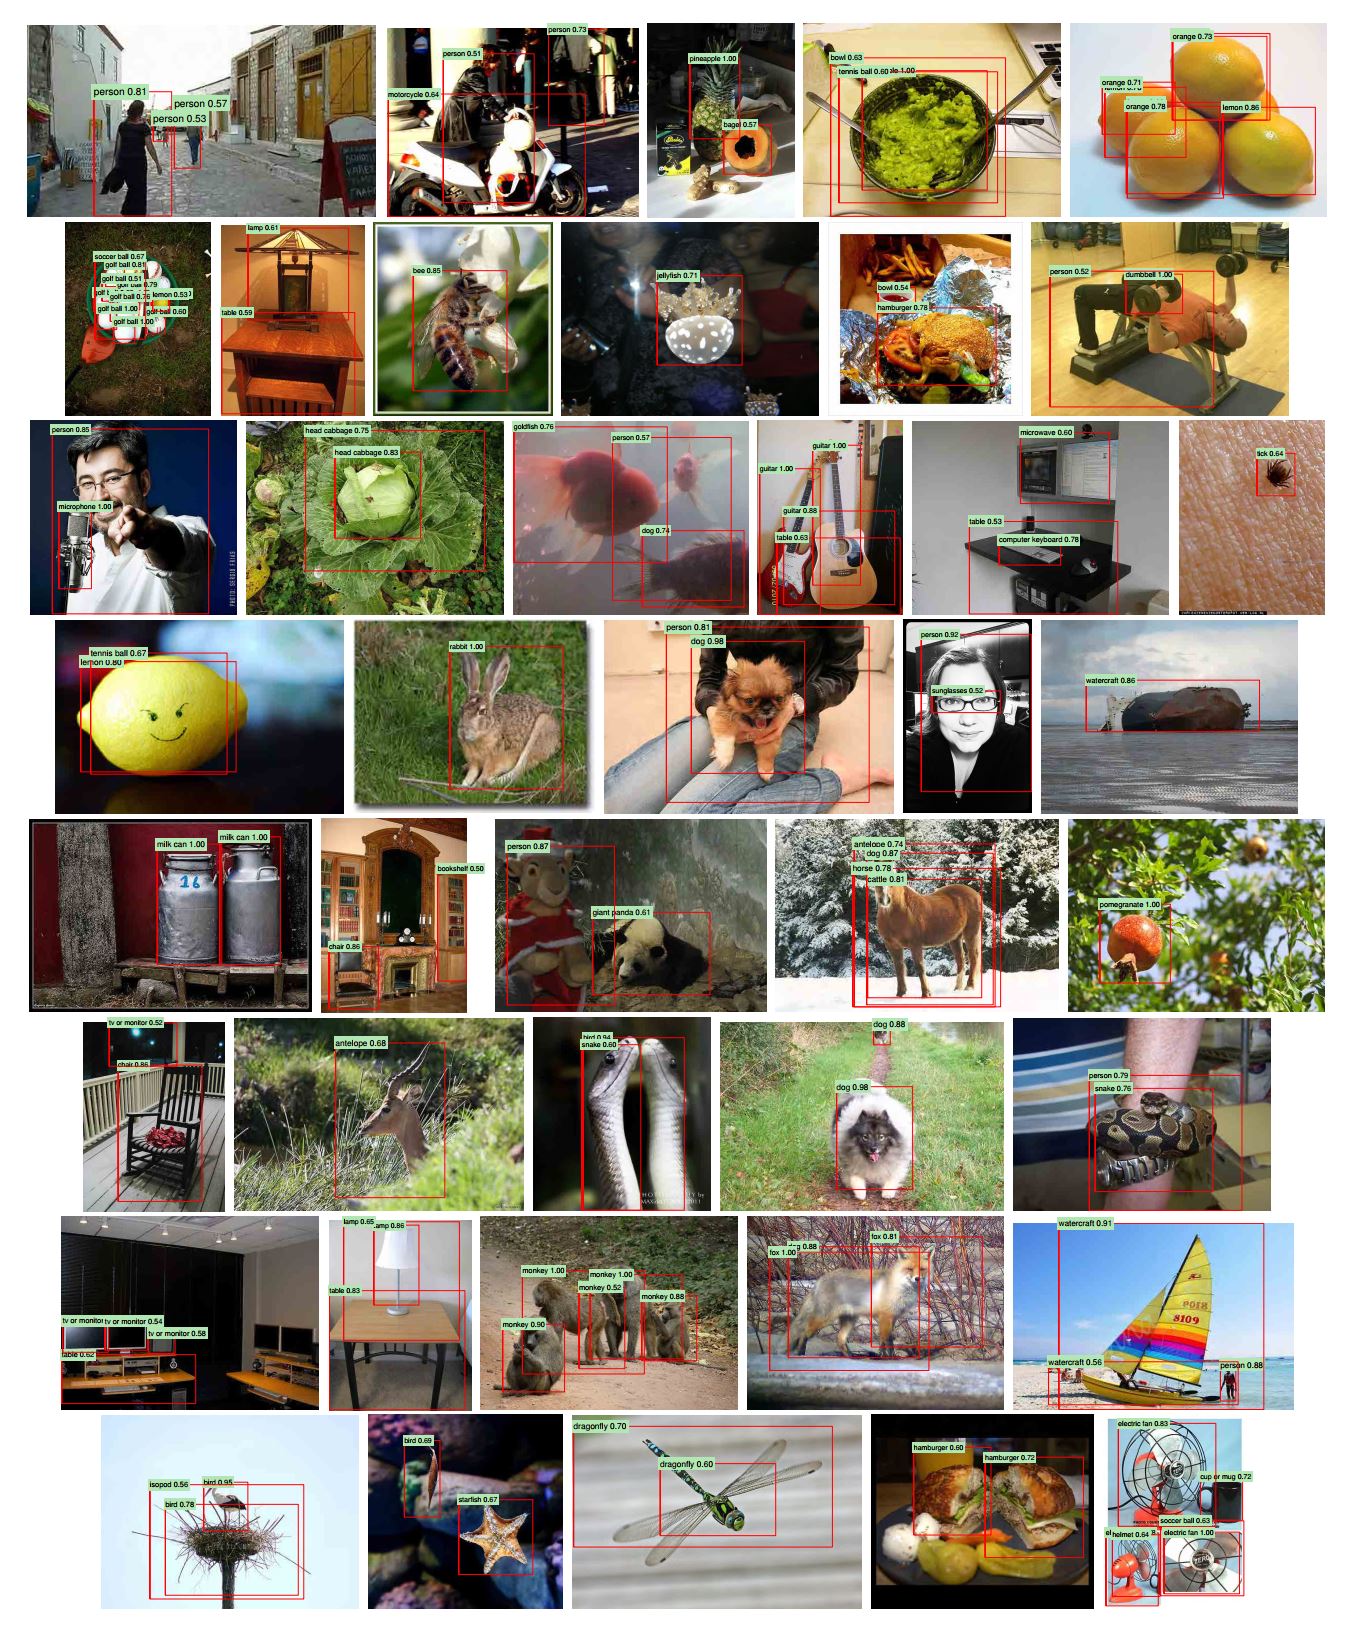 person 0.81
person 0.57
person 0.53
person 0.73
person 0.51
motorcycle 0.64
pineapple 1.00
bagel 0.57
bowl 0.63
tennis ball 0.60
1.00
orange 0.73
orange 0.71
orange 0.78
lemon 0.86
soccer ball 0.67
golf ball 0.81
golf ball 0.51
golf ball 0.76
lemon 0.53
golf ball 1.00
golf ball 0.60
golf ball 1.00
lamp 0.61
table 0.59
bee 0.85
jellyfish 0.71
bowl 0.54
hamburger 0.78
person 0.52
dumbbell 1.00
person 0.85
microphone 1.00
PHOTO: SERGIO FRIAS
head cabbage 0.75
head cabbage 0.83
goldfish 0.76
person 0.57
dog 0.74
guitar 1.00
guitar 1.00
guitar 0.88
table 0.63
microwave 0.60
table 0.53
computer keyboard 0.78
tick 0.64
tennis ball 0.67
lemon 0.80
rabbit 1.00
person 0.81
dog 0.98
person 0.92
sunglasses 0.52
watercraft 0.86
milk can 1.00
milk can 1.00
16
bookshelf 0.50
chair 0.86
person 0.87
giant panda 0.61
antelope 0.74
dog 0.87
horse 0.78
cattle 0.81
pomegranate 1.00
tv or monitor 0.52
chair 0.86
antelope 0.68
bird 0.94
snake 0.60
dog 0.88
dog 0.98
person 0.79
snake 0.76
tv or monitor
tv or monitor 0.54
tv or monitor 0.58
table 0.62
lamp 0.65
lamp 0.86
table 0.83
monkey 1.00
monkey 1.00
monkey 0.52
monkey 0.88
monkey 0.90
fox 0.81
dog 0.88
fox 1.00
watercraft 0.91
8109
watercraft 0.56
person 0.88
isopod 0.56
bird 0.95
bird 0.78
bird 0.69
starfish 0.67
dragonfly 0.70
dragonfly 0.60
hamburger 0.60
hamburger 0.72
electric fan 0.83
cup or mug 0.72
soccer ball 0.63
helmet 0.64
electric fan 1.00